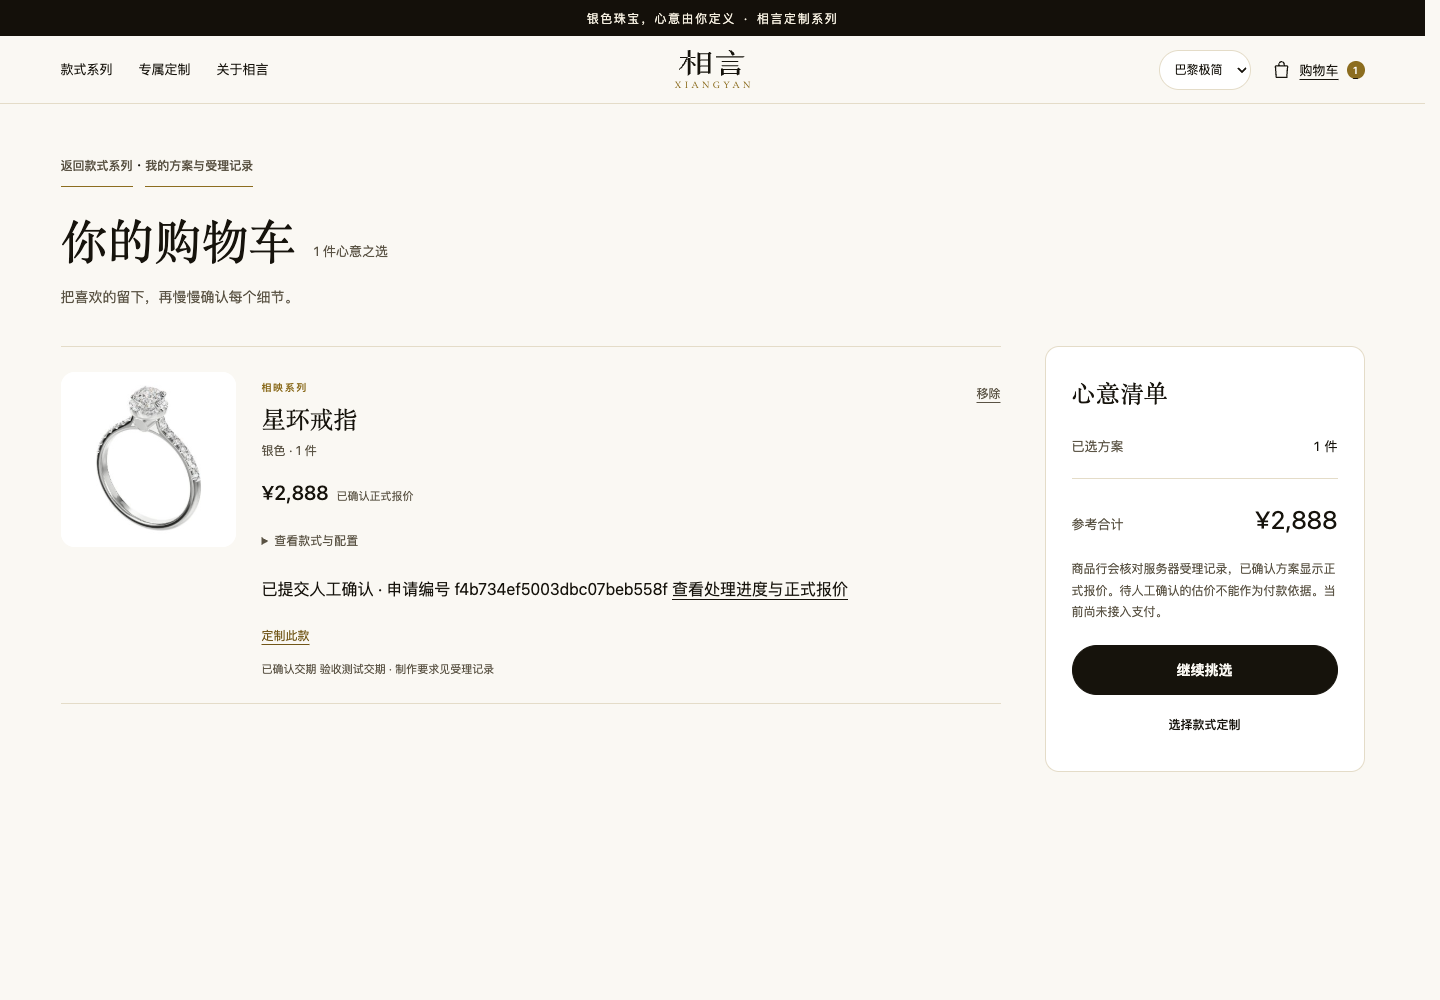 银色珠宝，心意由你定义 · 相言定制系列
款式系列 专属定制 关于相言
相言
XIANGYAN
巴黎极简
购物车 1
返回款式系列 · 我的方案与受理记录
你的购物车 1 件心意之选
把喜欢的留下，再慢慢确认每个细节。
相映系列
移除
星环戒指
银色 · 1 件
¥2,888 已确认正式报价
查看款式与配置
已提交人工确认 · 申请编号 f4b734ef5003dbc07beb558f 查看处理进度与正式报价
定制此款
已确认交期 验收测试交期 · 制作要求见受理记录
心意清单
已选方案 1 件
参考合计 ¥2,888
商品行会核对服务器受理记录，已确认方案显示正
式报价。待人工确认的估价不能作为付款依据。当
前尚未接入支付。
继续挑选
选择款式定制